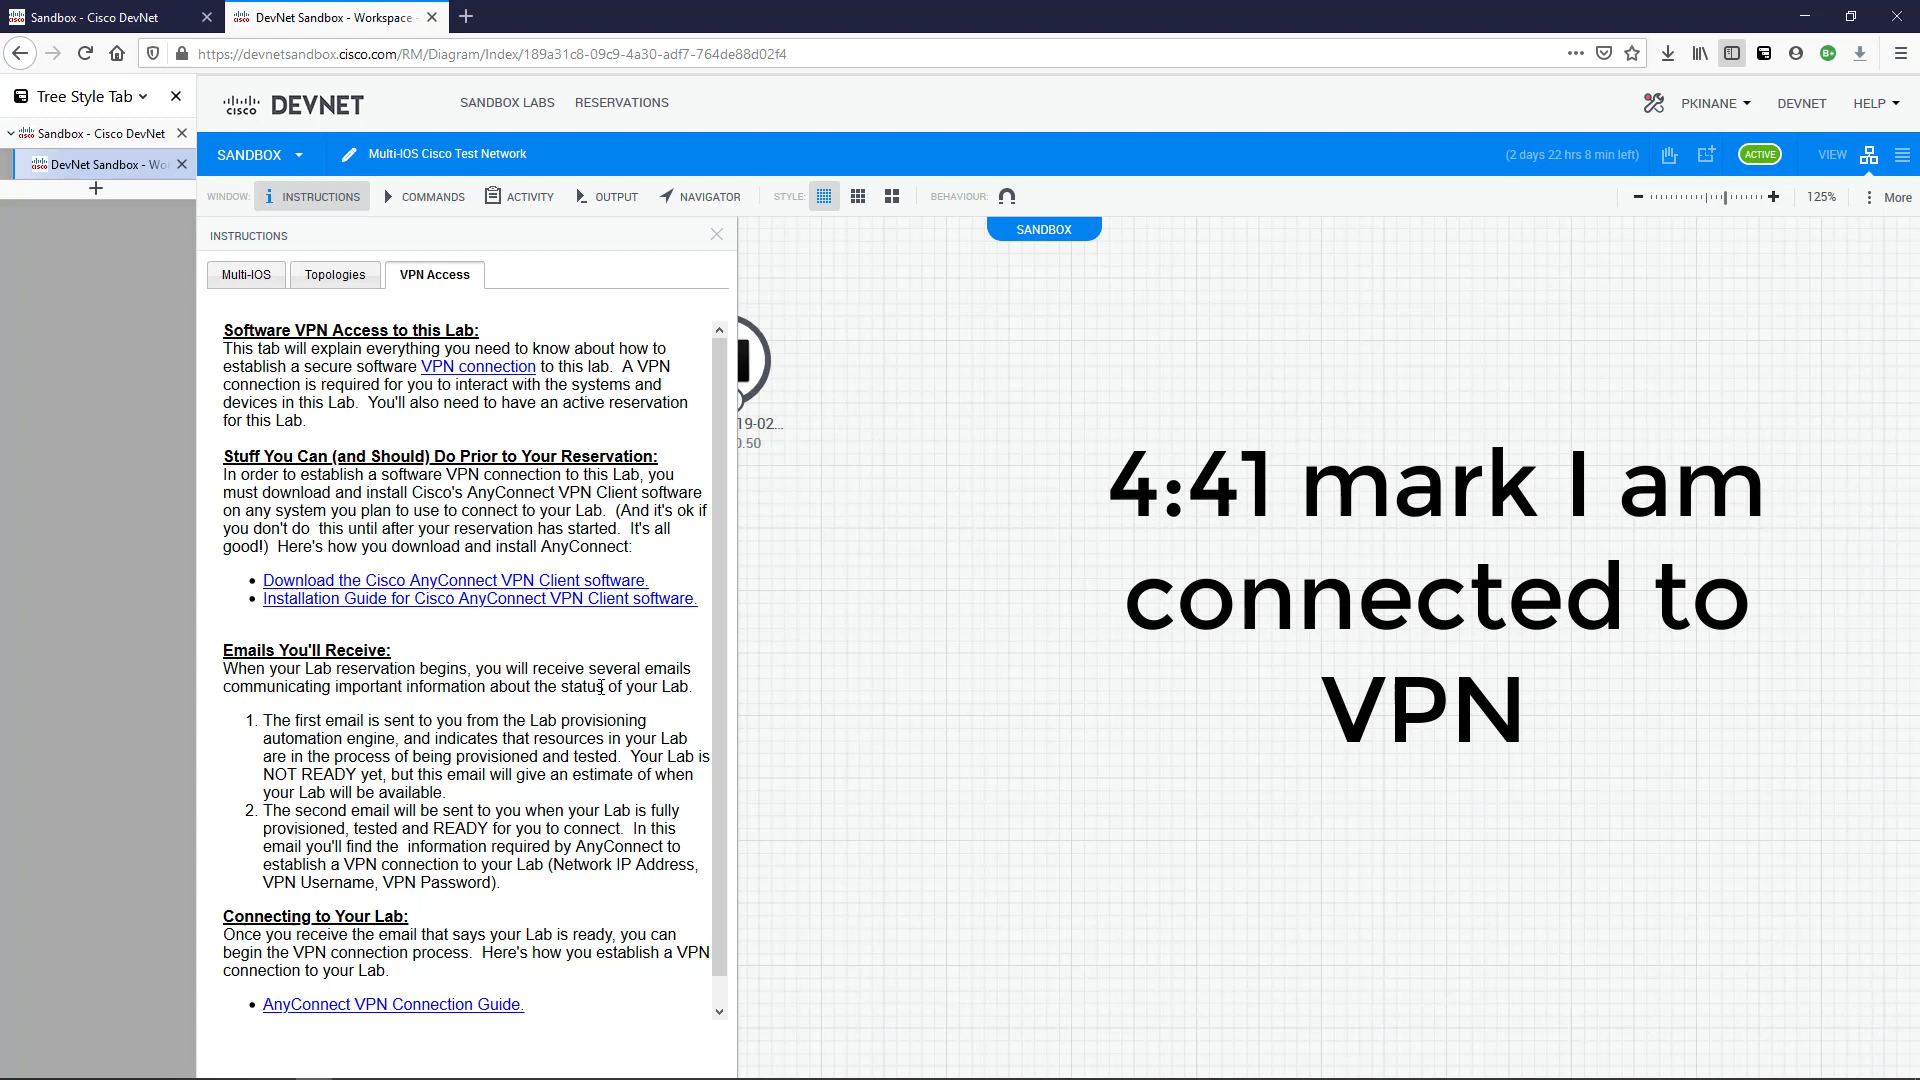 Sandbox - Cisco DevNet
DevNet Sandbox - Workspace
https://devnetsandbox.cisco.com/RM/Diagram/Index/189a31c8-09c9-4a30-adf7-764de88d02f4
Tree Style Tab
Sandbox - Cisco DevNet
DevNet Sandbox - Wo
cisco DEVNET
SANDBOX LABS
RESERVATIONS
PKINANE
DEVNET
HELP
SANDBOX
Multi-IOS Cisco Test Network
(2 days 22 hrs 8 min left)
ACTIVE
VIEW
WINDOW:
INSTRUCTIONS
COMMANDS
ACTIVITY
OUTPUT
NAVIGATOR
STYLE:
BEHAVIOUR:
125%
More
INSTRUCTIONS
SANDBOX
Multi-IOS
Topologies
VPN Access
Software VPN Access to this Lab:
This tab will explain everything you need to know about how to
establish a secure software VPN connection to this lab. A VPN
connection is required for you to interact with the systems and
devices in this Lab. You'll also need to have an active reservation
for this Lab.
Stuff You Can (and Should) Do Prior to Your Reservation:
In order to establish a software VPN connection to this Lab, you
must download and install Cisco's AnyConnect VPN Client software
on any system you plan to use to connect to your Lab. (And it's ok if
you don't do this until after your reservation has started. It's all
good!) Here's how you download and install AnyConnect:
• Download the Cisco AnyConnect VPN Client software.
• Installation Guide for Cisco AnyConnect VPN Client software.
Emails You'll Receive:
When your Lab reservation begins, you will receive several emails
communicating important information about the status of your Lab.
1. The first email is sent to you from the Lab provisioning
automation engine, and indicates that resources in your Lab
are in the process of being provisioned and tested. Your Lab is
NOT READY yet, but this email will give an estimate of when
your Lab will be available.
2. The second email will be sent to you when your Lab is fully
provisioned, tested and READY for you to connect. In this
email you'll find the information required by AnyConnect to
establish a VPN connection to your Lab (Network IP Address,
VPN Username, VPN Password).
Connecting to Your Lab:
Once you receive the email that says your Lab is ready, you can
begin the VPN connection process. Here's how you establish a VPN
connection to your Lab.
• AnyConnect VPN Connection Guide.
19-02...
0.50
4:41 mark I am
connected to
VPN